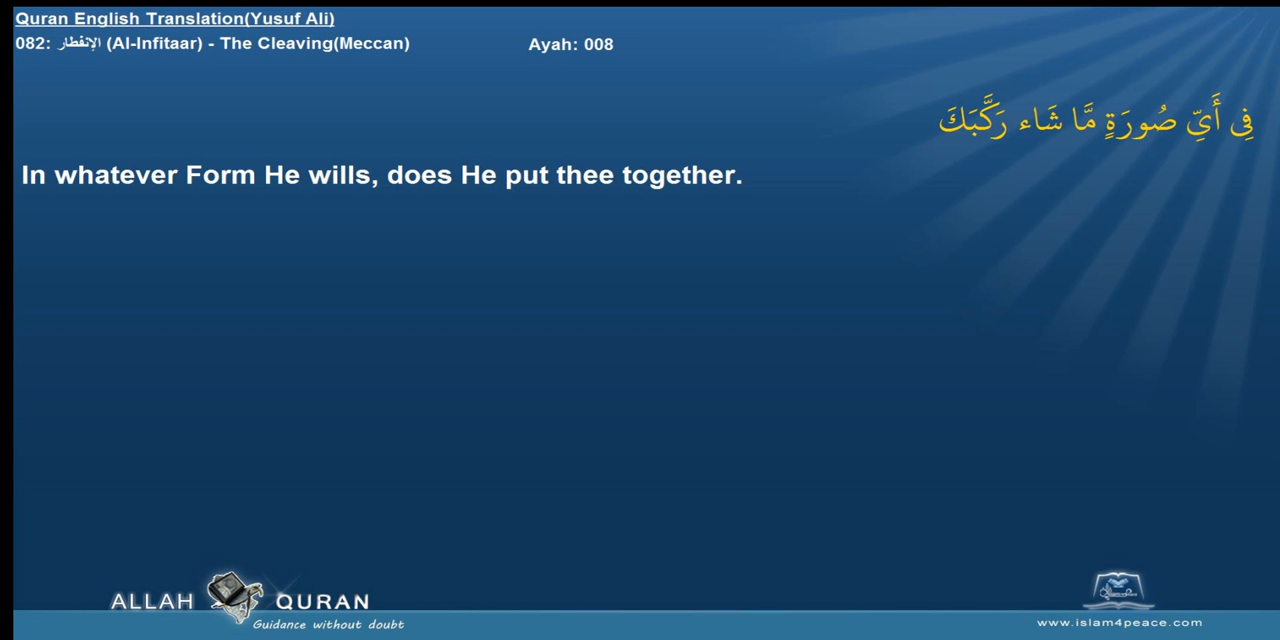 Quran English Translation(Yusuf Ali)
082: الإنفطار (Al-Infitaar) - The Cleaving(Meccan) Ayah: 008
فِي أَيِّ صُورَةٍ مَّا شَاء رَكَّبَكَ
In whatever Form He wills, does He put thee together.
ALLAH QURAN
Guidance without doubt
www.islam4peace.com